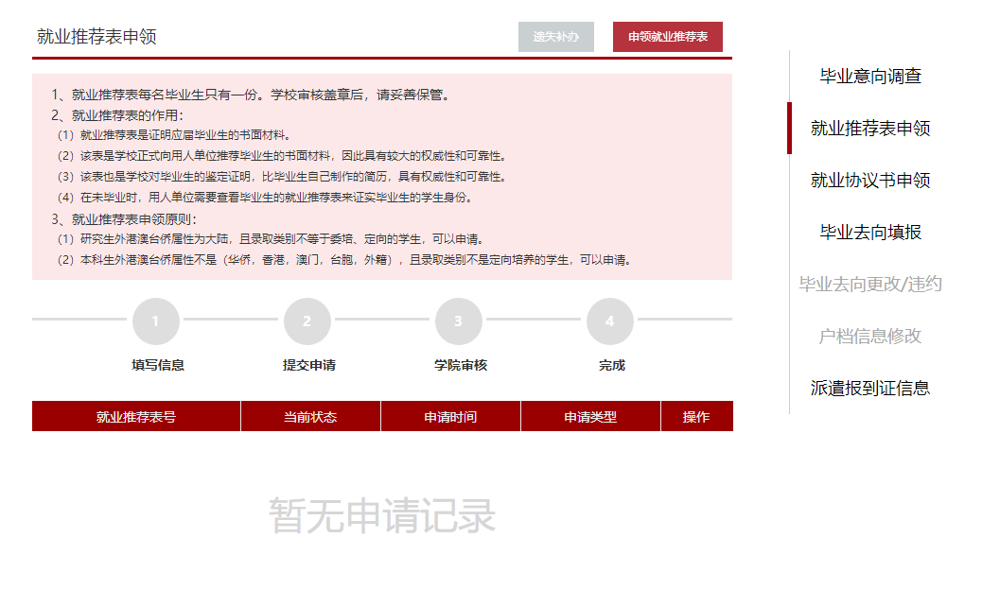 就业推荐表申领
遗失补办
申领就业推荐表
1、就业推荐表每名毕业生只有一份。学校审核盖章后，请妥善保管。
2、就业推荐表的作用：
（1）就业推荐表是证明应届毕业生的书面材料。
（2）该表是学校正式向用人单位推荐毕业生的书面材料，因此具有较大的权威性和可靠性。
（3）该表也是学校对毕业生的鉴定证明，比毕业生自己制作的简历，具有权威性和可靠性。
（4）在未毕业时，用人单位需要查看毕业生的就业推荐表来证实毕业生的学生身份。
3、就业推荐表申领原则：
（1）研究生外港澳台侨属性为大陆，且录取类别不等于委培、定向的学生，可以申请。
（2）本科生外港澳台侨属性不是（华侨，香港，澳门，台胞，外籍），且录取类别不是定向培养的学生，可以申请。
1
2
3
4
填写信息
提交申请
学院审核
完成
就业推荐表号
当前状态
申请时间
申请类型
操作
暂无申请记录
毕业意向调查
就业推荐表申领
就业协议书申领
毕业去向填报
毕业去向更改/违约
户档信息修改
派遣报到证信息